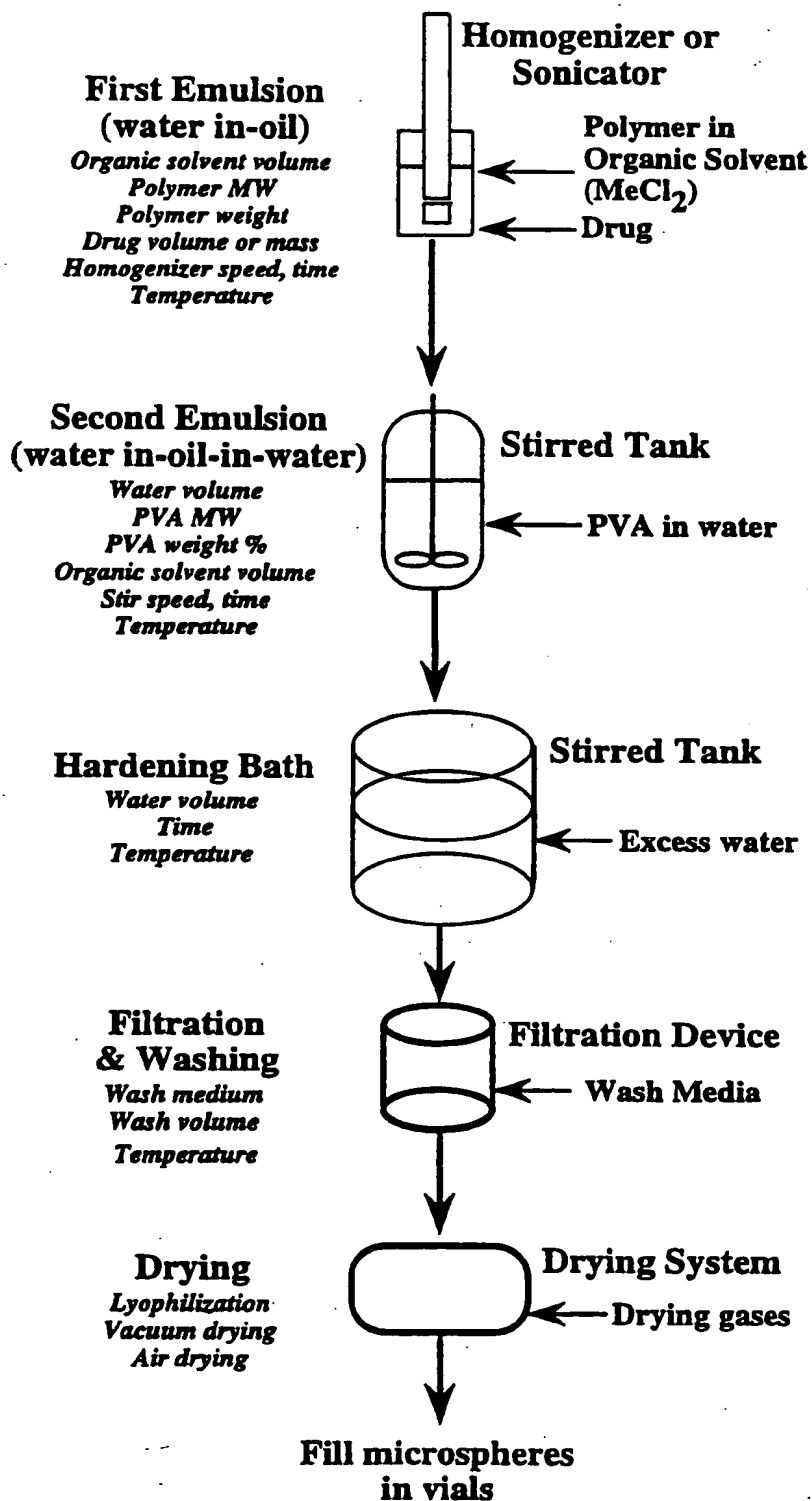 Homogenizer or
Sonicator
First Emulsion
(water in-oil)
Organic solvent volume
Polymer MW
Polymer weight
Drug volume or mass
Homogenizer speed, time
Temperature
Polymer in
Organic Solvent
(MeCl2)
Drug
Second Emulsion
(water in-oil-in-water)
Water volume
PVA MW
PVA weight %
Organic solvent volume
Stir speed, time
Temperature
Stirred Tank
PVA in water
Hardening Bath
Water volume
Time
Temperature
Stirred Tank
Excess water
Filtration
& Washing
Wash medium
Wash volume
Temperature
Filtration Device
Wash Media
Drying
Lyophilization
Vacuum drying
Air drying
Drying System
Drying gases
Fill microspheres
in vials